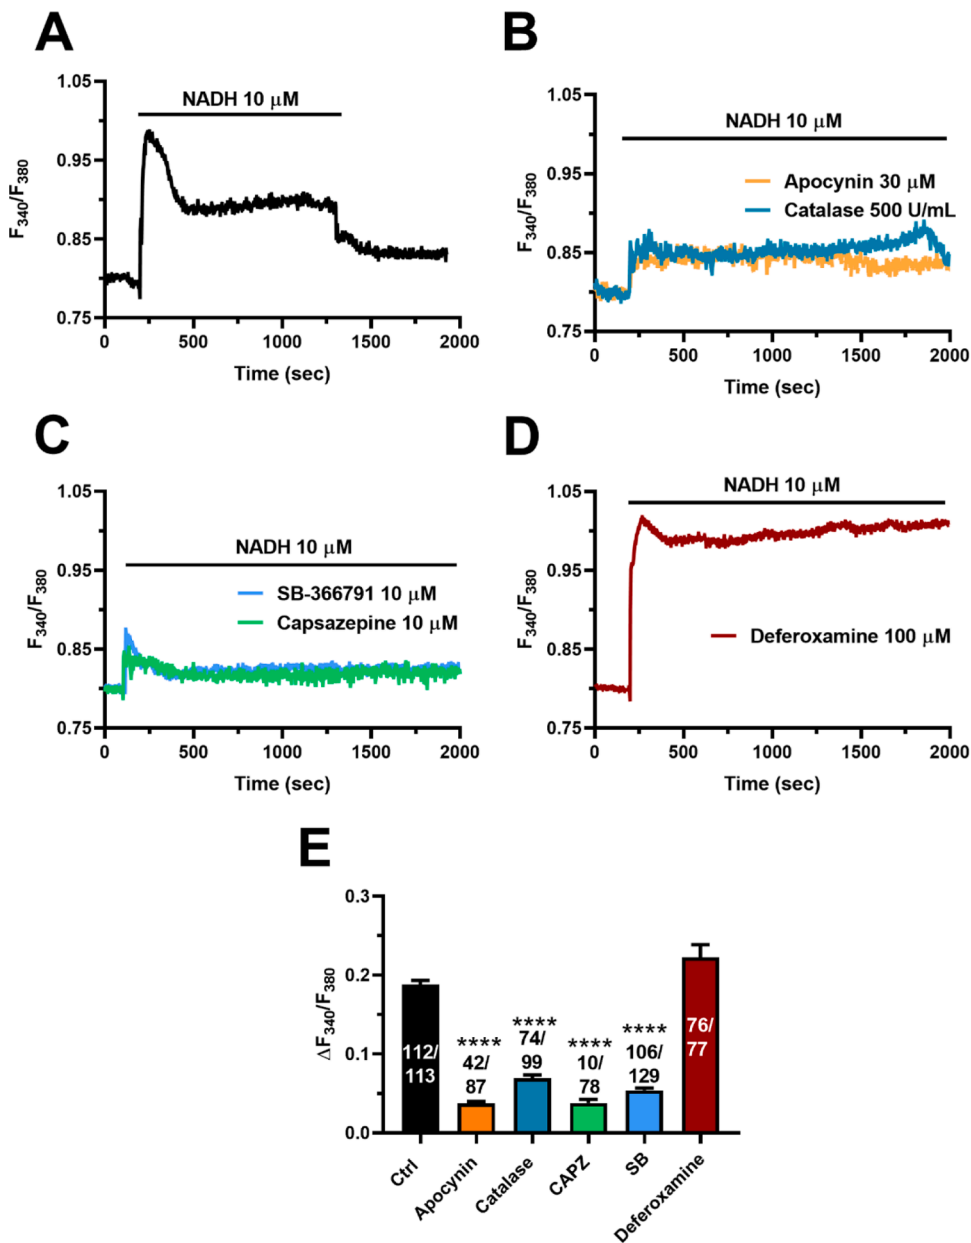 A
1.05
0.95
0.85
0.75
F340/F380
NADH 10 μM
0
500
1000
1500
2000
Time (sec)
B
1.05
0.95
0.85
0.75
F340/F380
NADH 10 μM
Apocynin 30 μM
Catalase 500 U/mL
0
500
1000
1500
2000
Time (sec)
C
1.05
0.95
0.85
0.75
F340/F380
NADH 10 μM
SB-366791 10 μM
Capsazepine 10 μM
0
500
1000
1500
2000
Time (sec)
D
1.05
0.95
0.85
0.75
F340/F380
NADH 10 μM
Deferoxamine 100 μM
0
500
1000
1500
2000
Time (sec)
E
0.3
0.2
0.1
0.0
ΔF340/F380
112/
113
****
42/
87
****
74/
99
****
10/
78
****
106/
129
76/
77
Ctrl
Apocynin
Catalase
CAPZ
SB
Deferoxamine